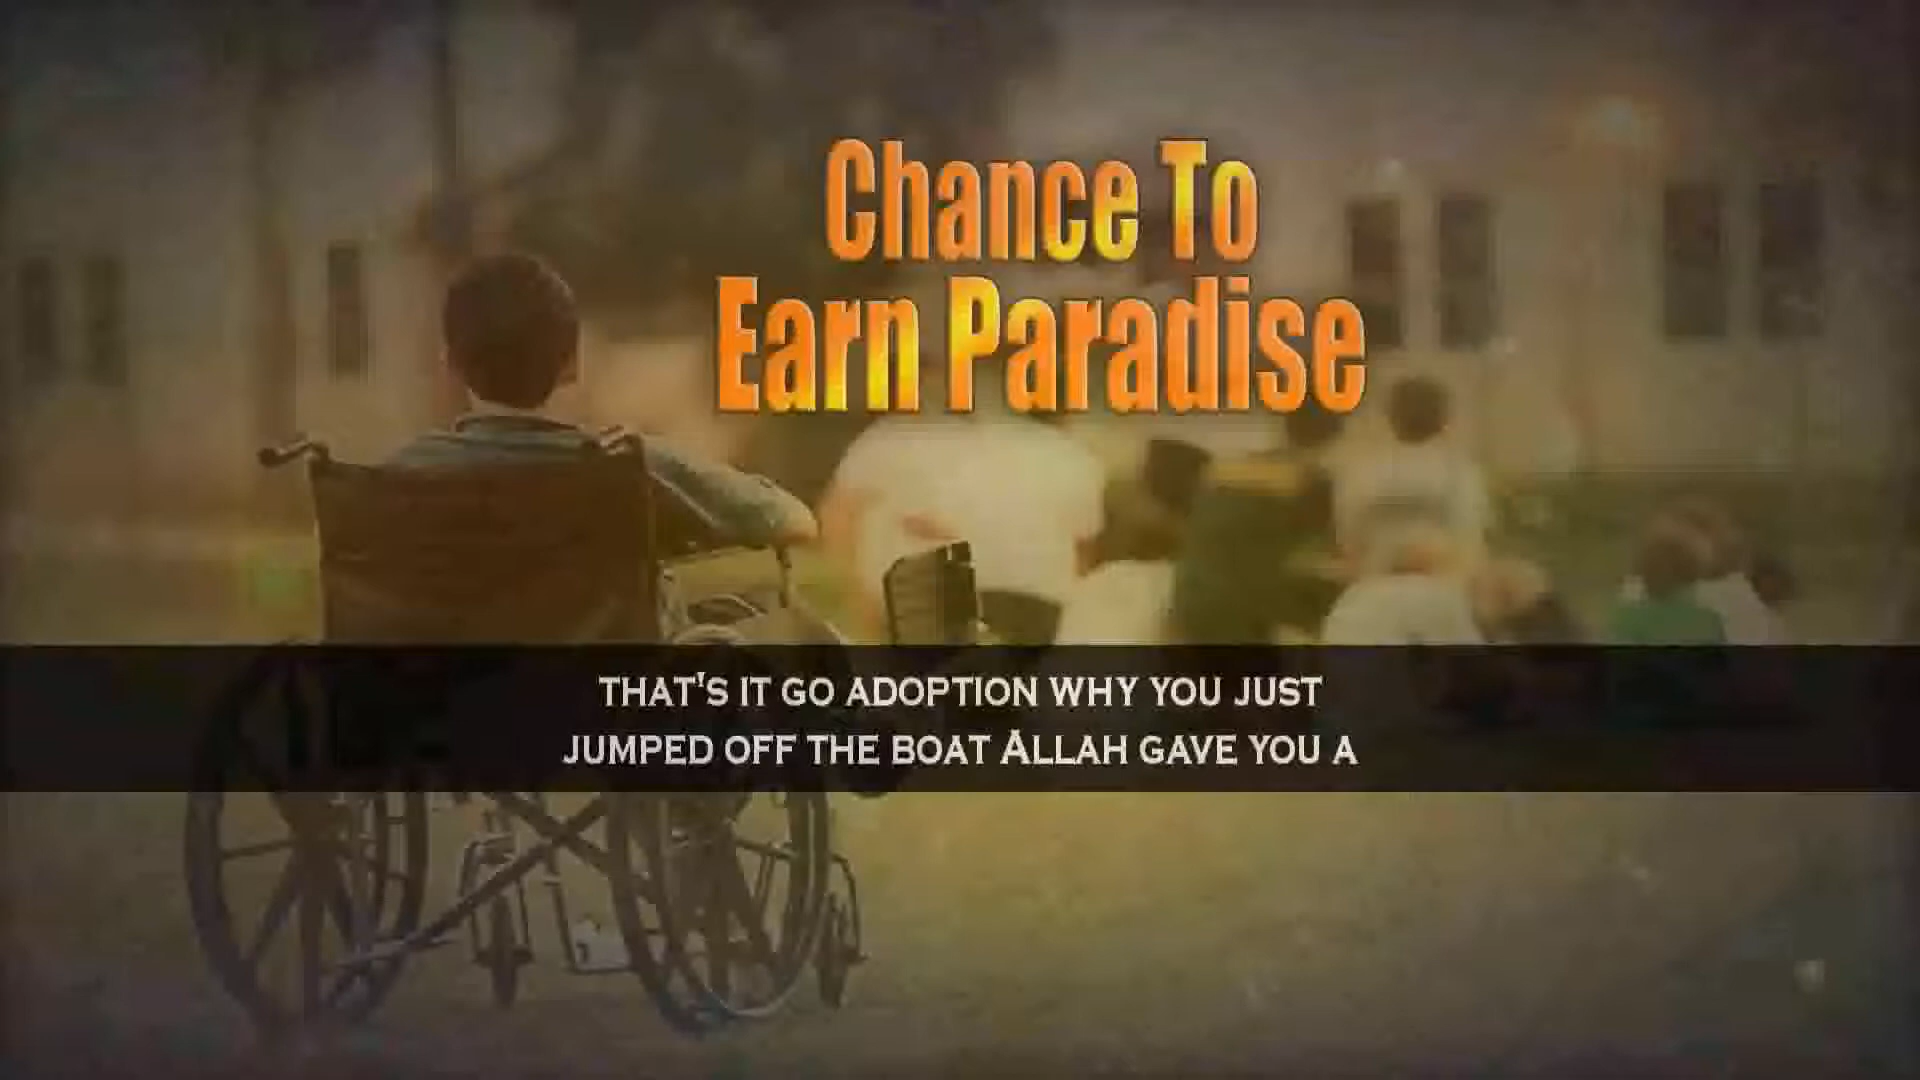 Chance To
Earn Paradise
THAT'S IT GO ADOPTION WHY YOU JUST
JUMPED OFF THE BOAT ALLAH GAVE YOU A